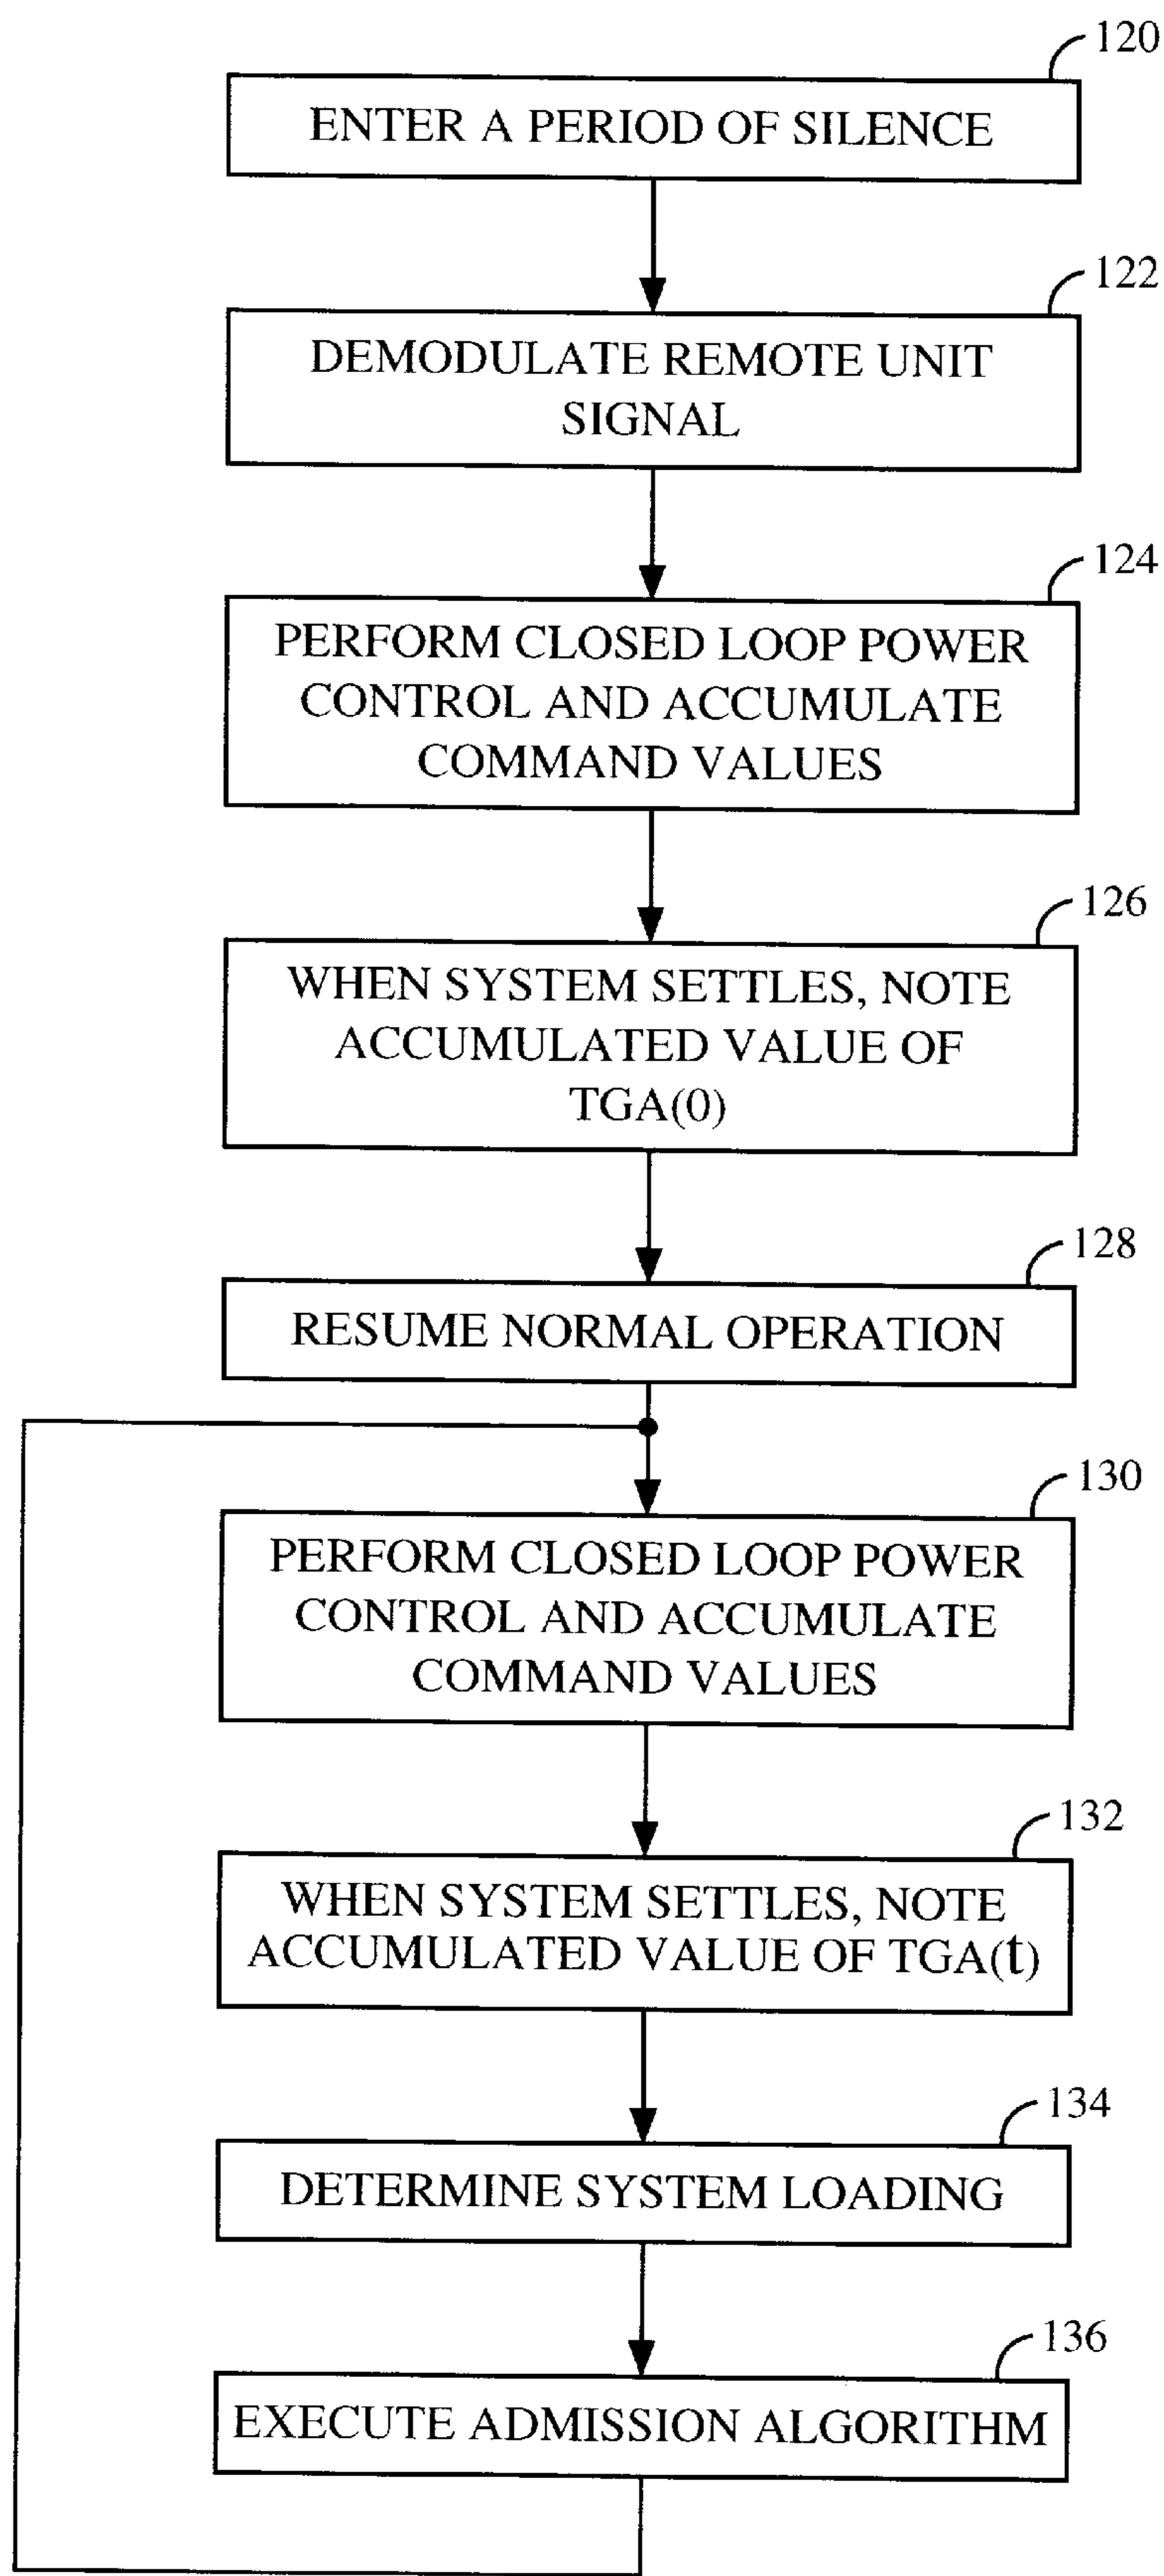 120
ENTER A PERIOD OF SILENCE
122
DEMODULATE REMOTE UNIT
SIGNAL
124
PERFORM CLOSED LOOP POWER
CONTROL AND ACCUMULATE
COMMAND VALUES
126
WHEN SYSTEM SETTLES, NOTE
ACCUMULATED VALUE OF
TGA(0)
128
RESUME NORMAL OPERATION
130
PERFORM CLOSED LOOP POWER
CONTROL AND ACCUMULATE
COMMAND VALUES
132
WHEN SYSTEM SETTLES, NOTE
ACCUMULATED VALUE OF TGA(t)
134
DETERMINE SYSTEM LOADING
136
EXECUTE ADMISSION ALGORITHM